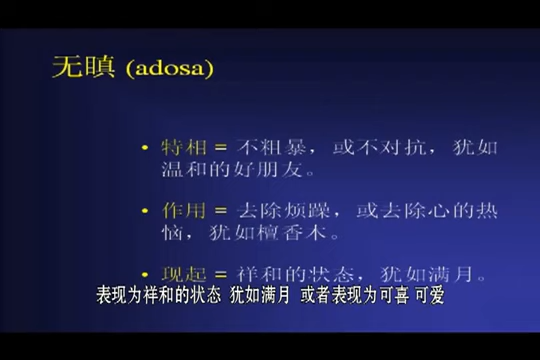 无瞋 (adosa)
• 特相 = 不粗暴，或不对抗，犹如
温和的好朋友。
• 作用 = 去除烦躁，或去除心的热
恼，犹如檀香木。
• 现起 = 祥和的状态，犹如满月。
表现为祥和的状态 犹如满月 或者表现为可喜 可爱